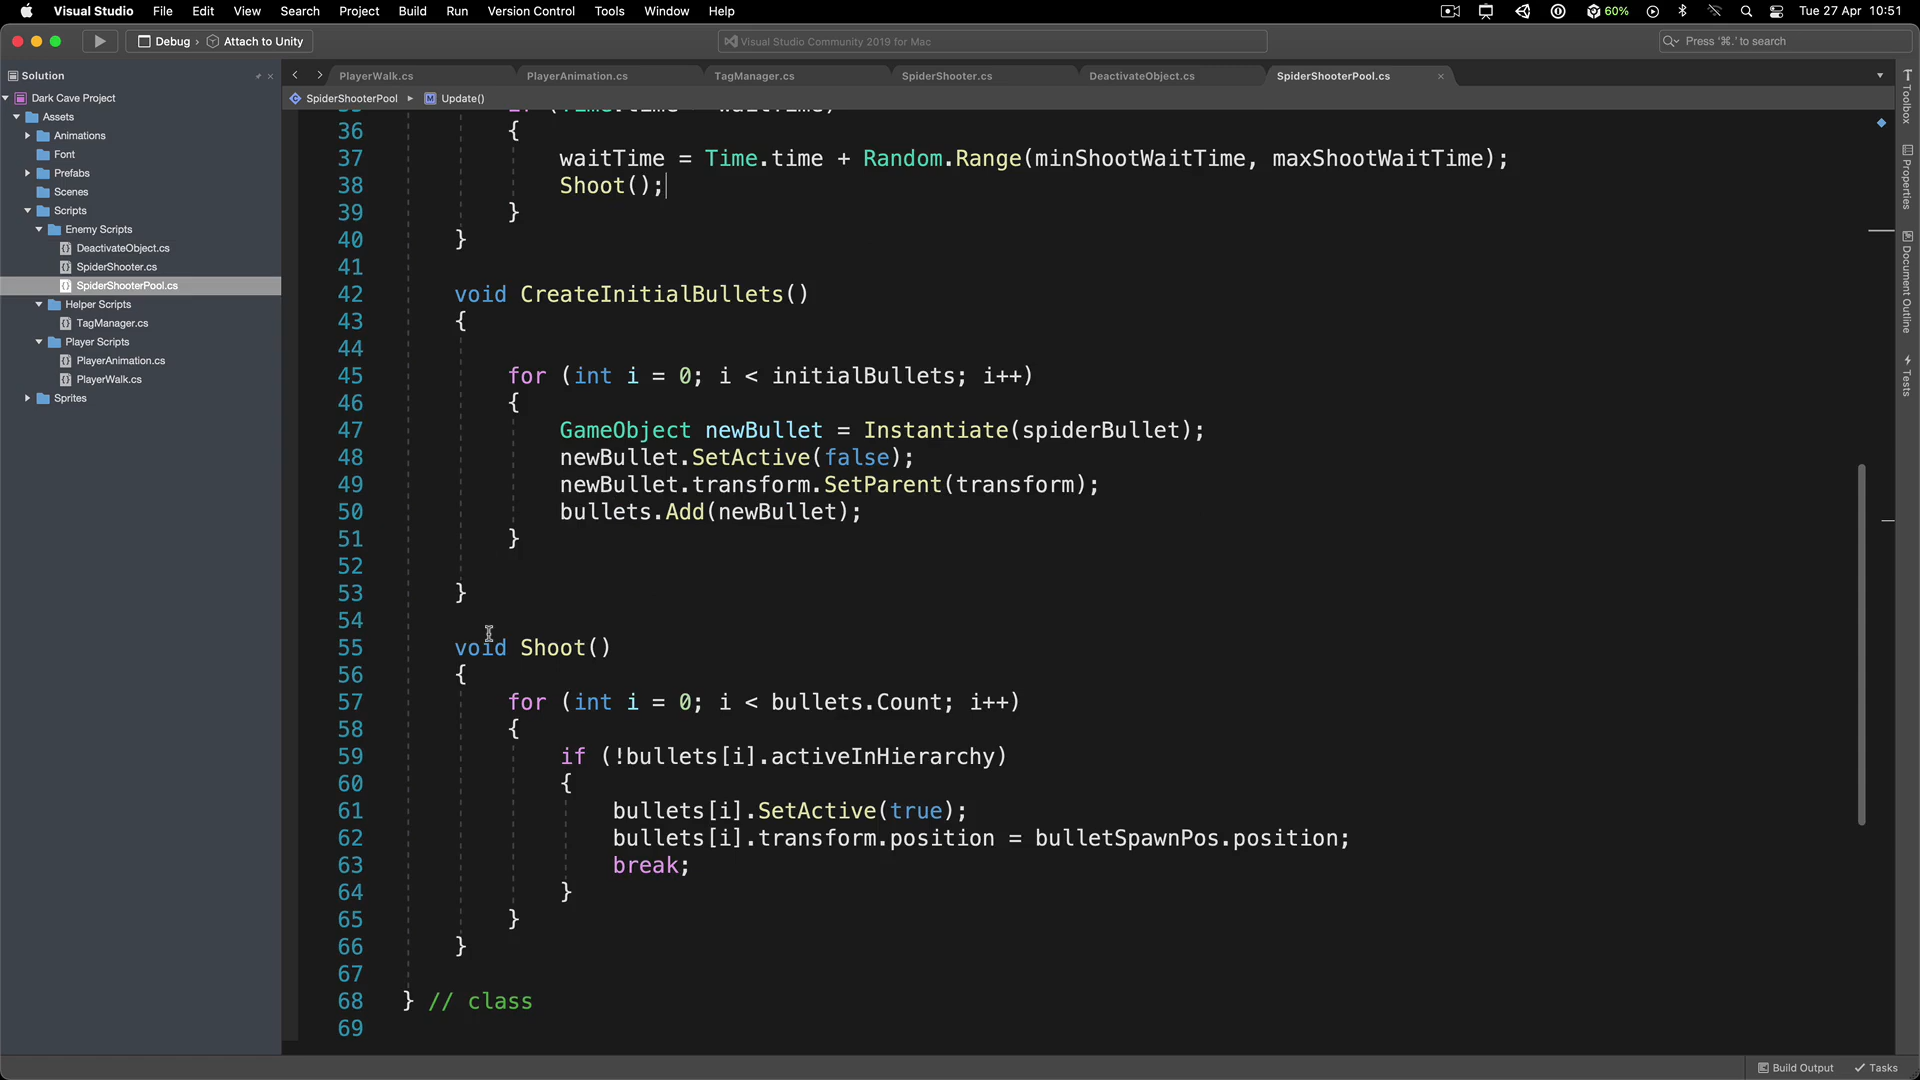 Visual Studio File Edit View Search Project Build Run Version Control Tools Window Help 60% Tue 27 Apr 10:51
Debug › Attach to Unity Visual Studio Community 2019 for Mac Press '⌘.' to search
Solution
Dark Cave Project
Assets
Animations
Font
Prefabs
Scenes
Scripts
Enemy Scripts
DeactivateObject.cs
SpiderShooter.cs
SpiderShooterPool.cs
Helper Scripts
TagManager.cs
Player Scripts
PlayerAnimation.cs
PlayerWalk.cs
Sprites
PlayerWalk.cs PlayerAnimation.cs TagManager.cs SpiderShooter.cs DeactivateObject.cs SpiderShooterPool.cs
SpiderShooterPool ▸ M Update()
36 {
37 waitTime = Time.time + Random.Range(minShootWaitTime, maxShootWaitTime);
38 Shoot();
39 }
40 }
41
42 void CreateInitialBullets()
43 {
44
45 for (int i = 0; i < initialBullets; i++)
46 {
47 GameObject newBullet = Instantiate(spiderBullet);
48 newBullet.SetActive(false);
49 newBullet.transform.SetParent(transform);
50 bullets.Add(newBullet);
51 }
52
53 }
54
55 void Shoot()
56 {
57 for (int i = 0; i < bullets.Count; i++)
58 {
59 if (!bullets[i].activeInHierarchy)
60 {
61 bullets[i].SetActive(true);
62 bullets[i].transform.position = bulletSpawnPos.position;
63 break;
64 }
65 }
66 }
67
68 } // class
69
Toolbox
Properties
Document Outline
Tests
Build Output Tasks